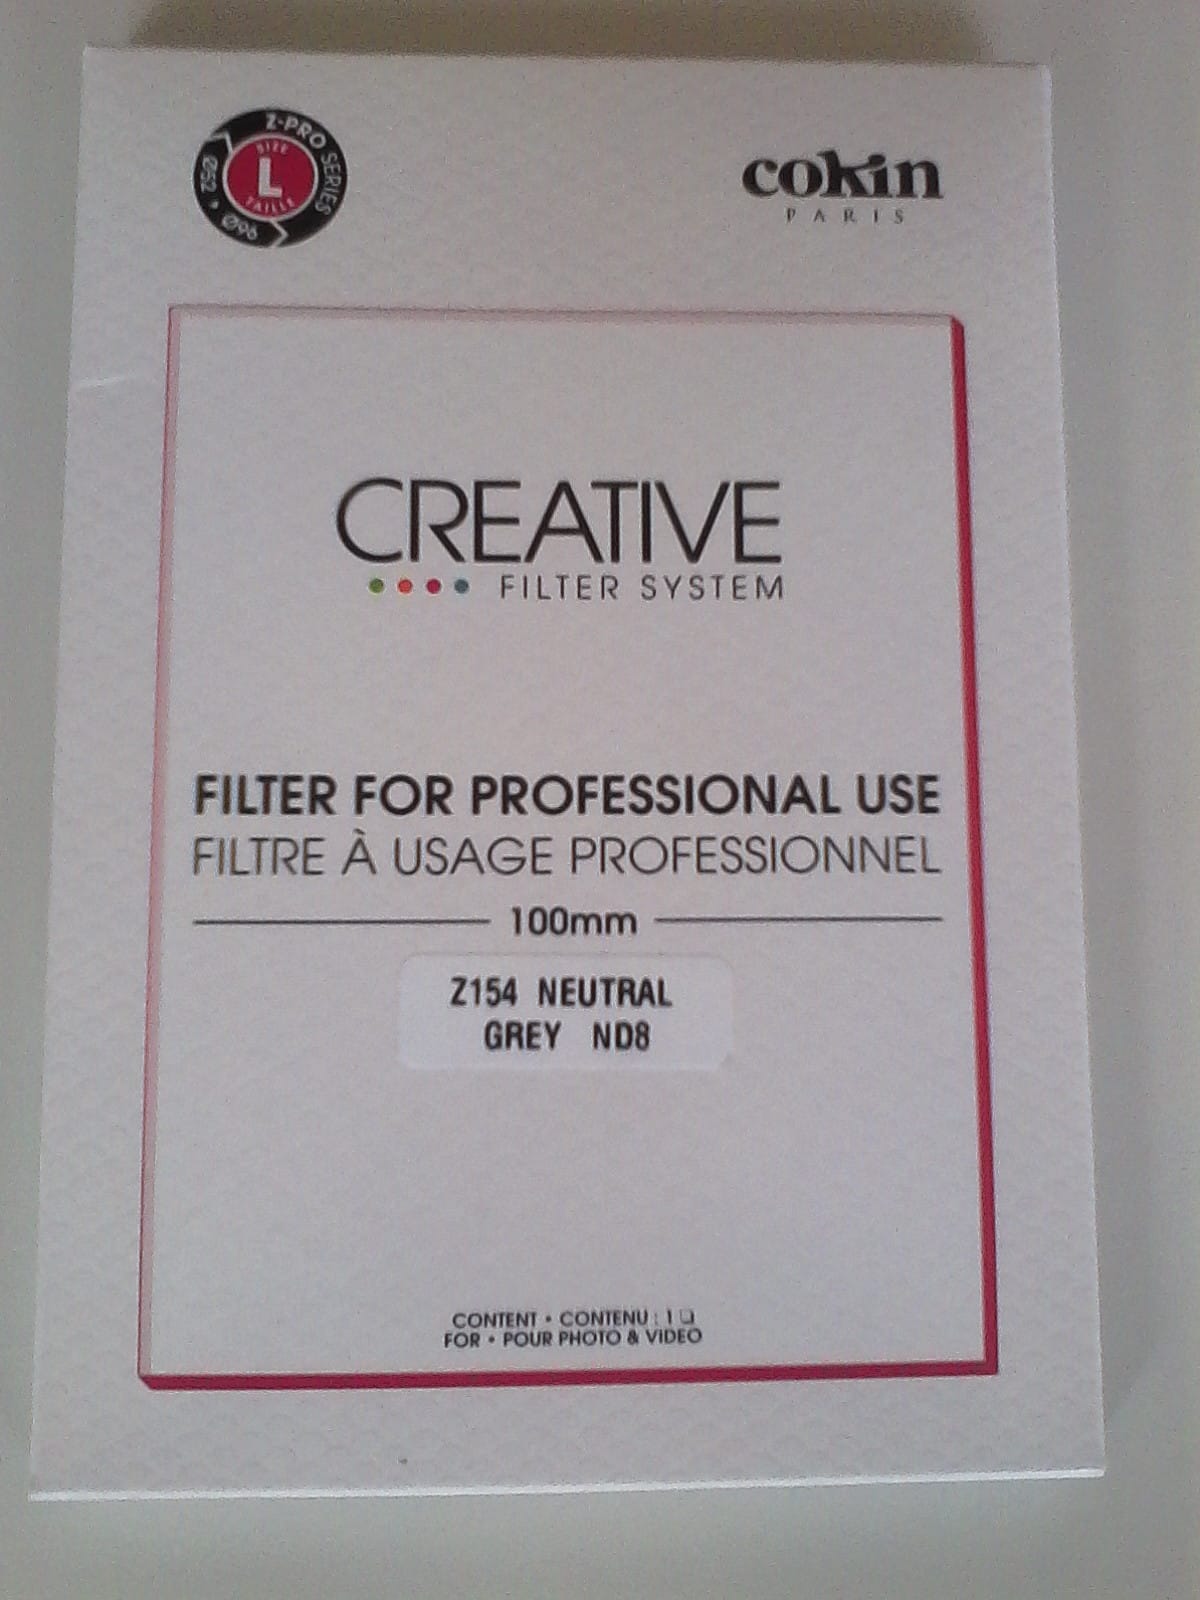 Z-PRO SERIES
SIZE
L
TAILLE
Ø52 • Ø96
cokin
PARIS
CREATIVE
FILTER SYSTEM
FILTER FOR PROFESSIONAL USE
FILTRE À USAGE PROFESSIONNEL
100mm
Z154 NEUTRAL
GREY ND8
CONTENT • CONTENU : 1
FOR • POUR PHOTO & VIDEO